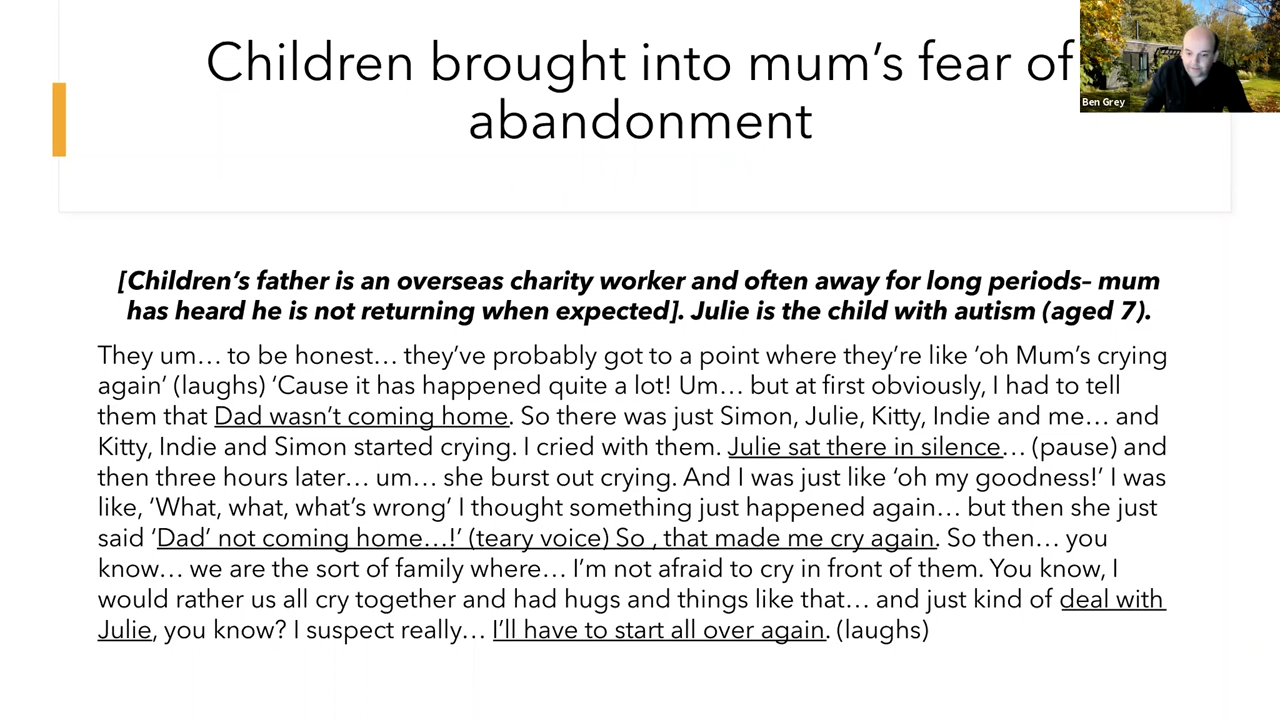 Children brought into mum’s fear of
abandonment
Ben Grey
[Children’s father is an overseas charity worker and often away for long periods– mum
has heard he is not returning when expected]. Julie is the child with autism (aged 7).
They um… to be honest… they’ve probably got to a point where they’re like ‘oh Mum’s crying
again’ (laughs) ‘Cause it has happened quite a lot! Um… but at first obviously, I had to tell
them that Dad wasn’t coming home. So there was just Simon, Julie, Kitty, Indie and me… and
Kitty, Indie and Simon started crying. I cried with them. Julie sat there in silence… (pause) and
then three hours later… um… she burst out crying. And I was just like ‘oh my goodness!’ I was
like, ‘What, what, what’s wrong’ I thought something just happened again… but then she just
said ‘Dad’ not coming home…!’ (teary voice) So , that made me cry again. So then… you
know… we are the sort of family where… I’m not afraid to cry in front of them. You know, I
would rather us all cry together and had hugs and things like that… and just kind of deal with
Julie, you know? I suspect really… I’ll have to start all over again. (laughs)